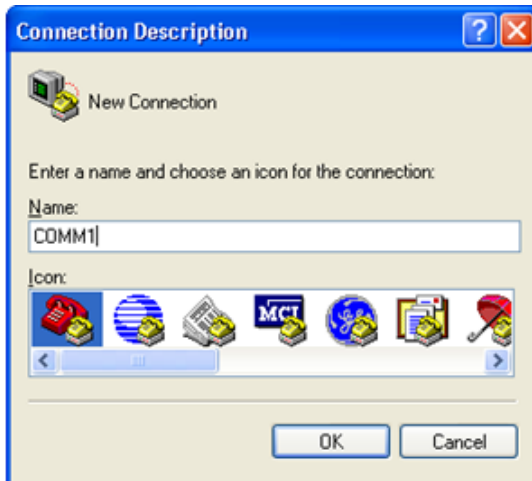 Connection Description
New Connection
Enter a name and choose an icon for the connection:
Name:
COMM1
Icon:
MCI
OK Cancel